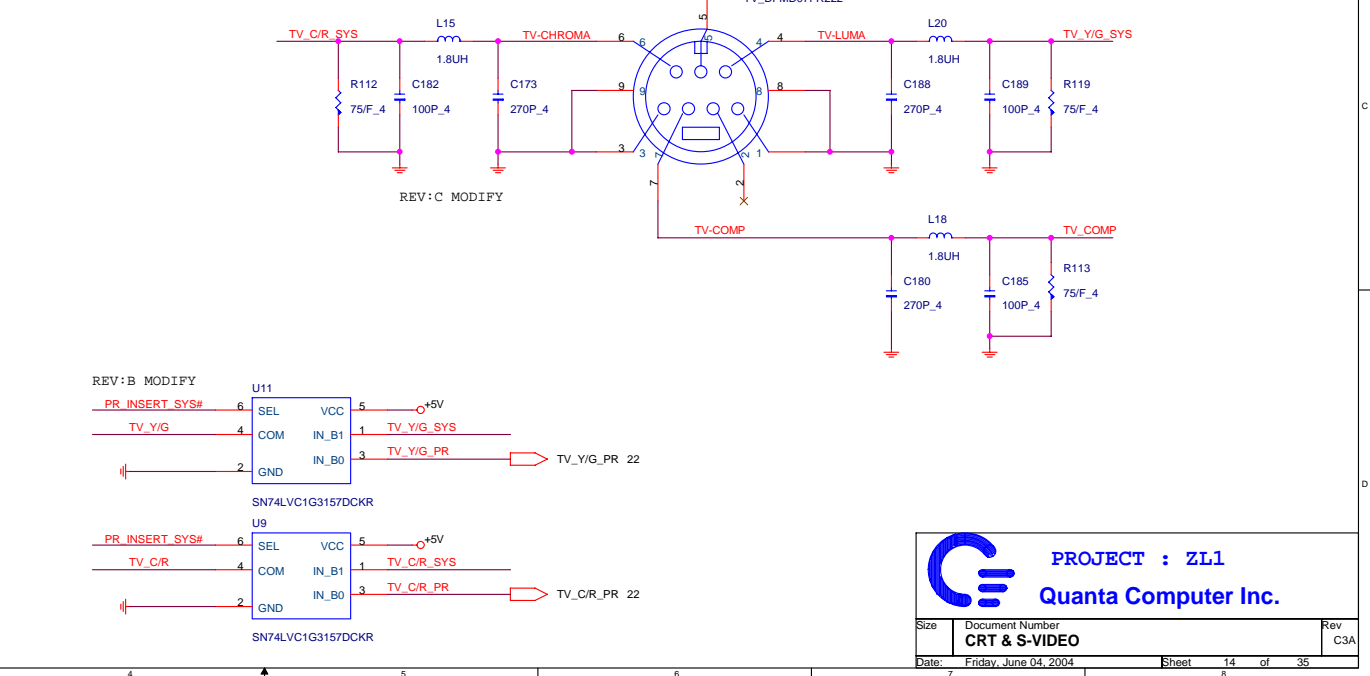 5
5
L15
L20
TV_C/R_SYS
TV-CHROMA
6
6
4
4
TV-LUMA
TV_Y/G_SYS
1.8UH
1.8UH
R112
C182
C173
9
9
8
8
C188
C189
R119
C
75/F_4
100P_4
270P_4
270P_4
100P_4
75/F_4
3
3
7
2
1
1
7
2
REV:C MODIFY
L18
TV-COMP
TV_COMP
1.8UH
C180
C185
R113
270P_4
100P_4
75/F_4
REV:B MODIFY
U11
PR_INSERT_SYS#
6
SEL
VCC
5
+5V
TV_Y/G
4
COM
IN_B1
1
TV_Y/G_SYS
IN_B0
3
TV_Y/G_PR
TV_Y/G_PR 22
2
GND
D
SN74LVC1G3157DCKR
U9
PR_INSERT_SYS#
6
SEL
VCC
5
+5V
TV_C/R
4
COM
IN_B1
1
TV_C/R_SYS
IN_B0
3
TV_C/R_PR
TV_C/R_PR 22
2
GND
SN74LVC1G3157DCKR
PROJECT : ZL1
Quanta Computer Inc.
Size
Document Number
Rev
CRT & S-VIDEO
C3A
Date:
Friday, June 04, 2004
Sheet 14 of 35
4
5
6
7
8